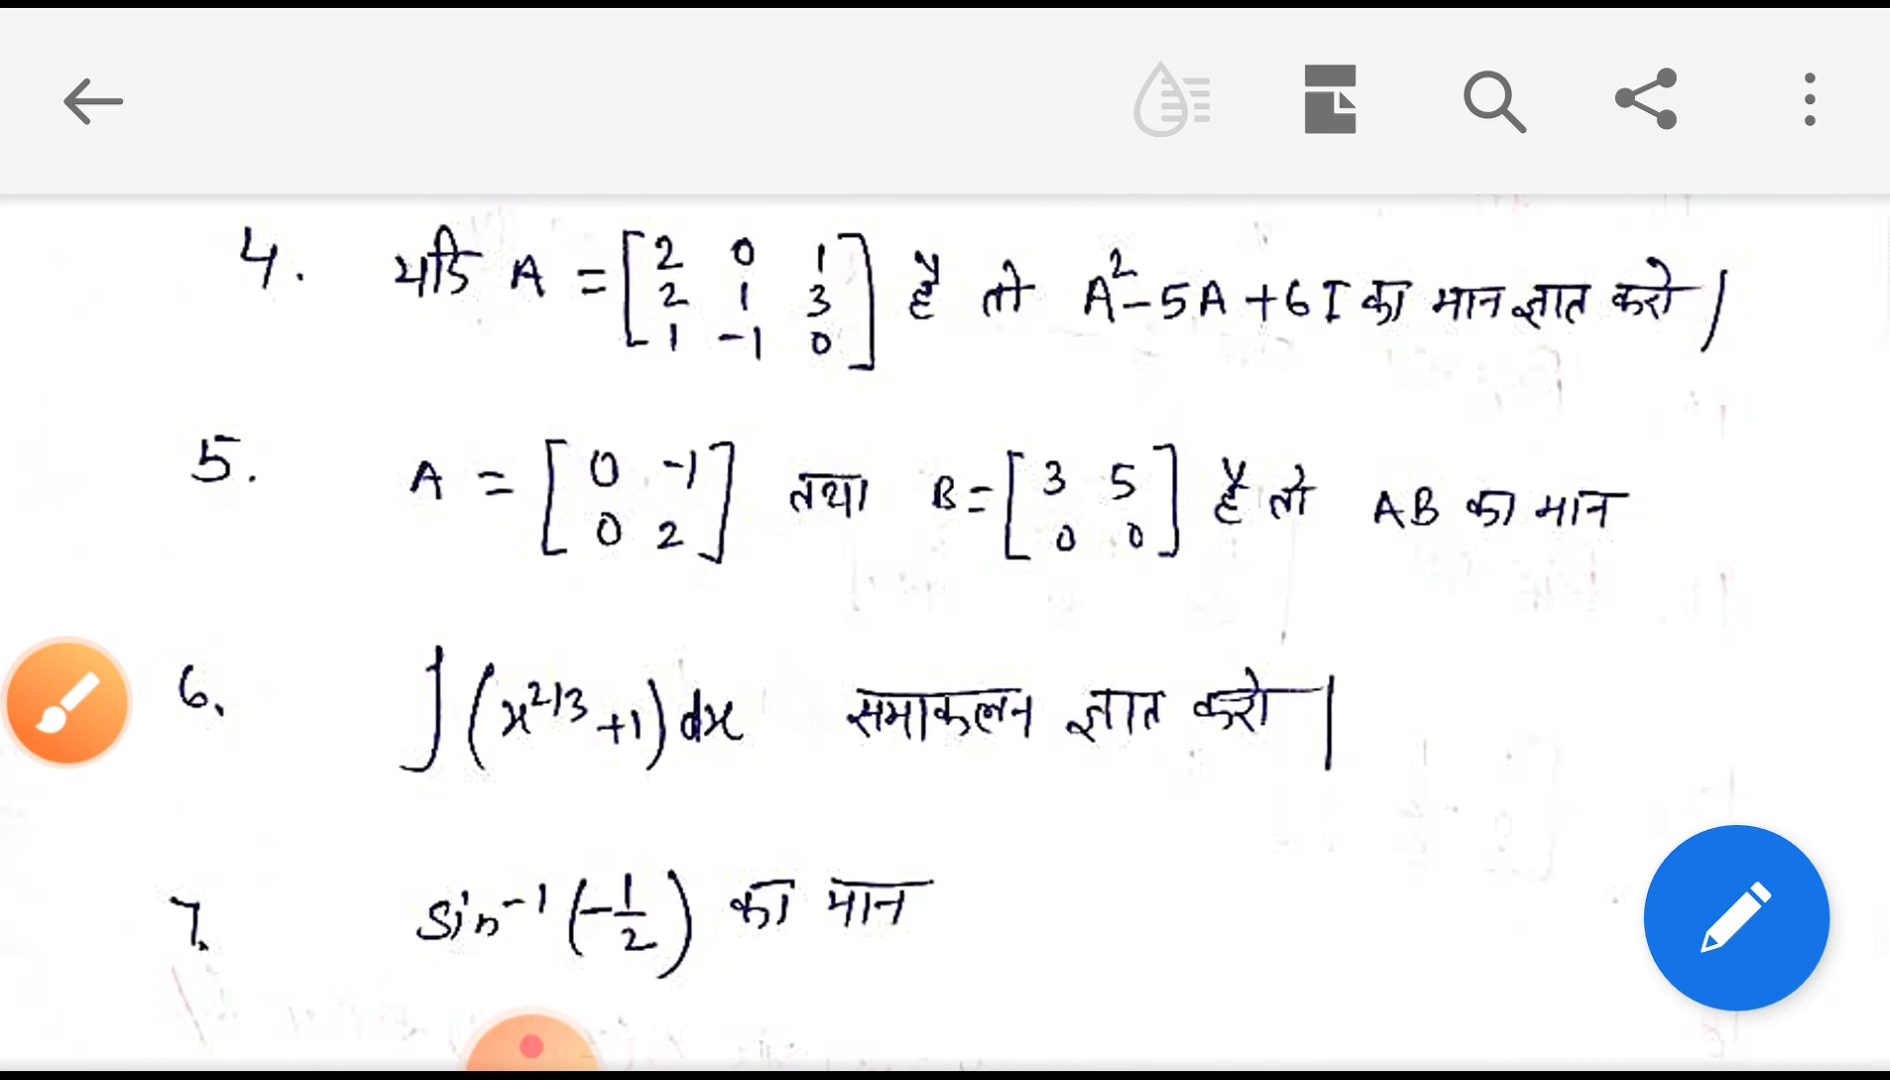 4. यदि A = [2 0 1
2 1 3
1 -1 0] है तो A² - 5A + 6I का मान ज्ञात करो |
5. A = [0 -1
0 2] तथा B = [3 5
0 0] है तो AB का मान
6. ∫(x^2/3 + 1) dx समाकलन ज्ञात करो |
7. sin⁻¹(-1/2) का मान